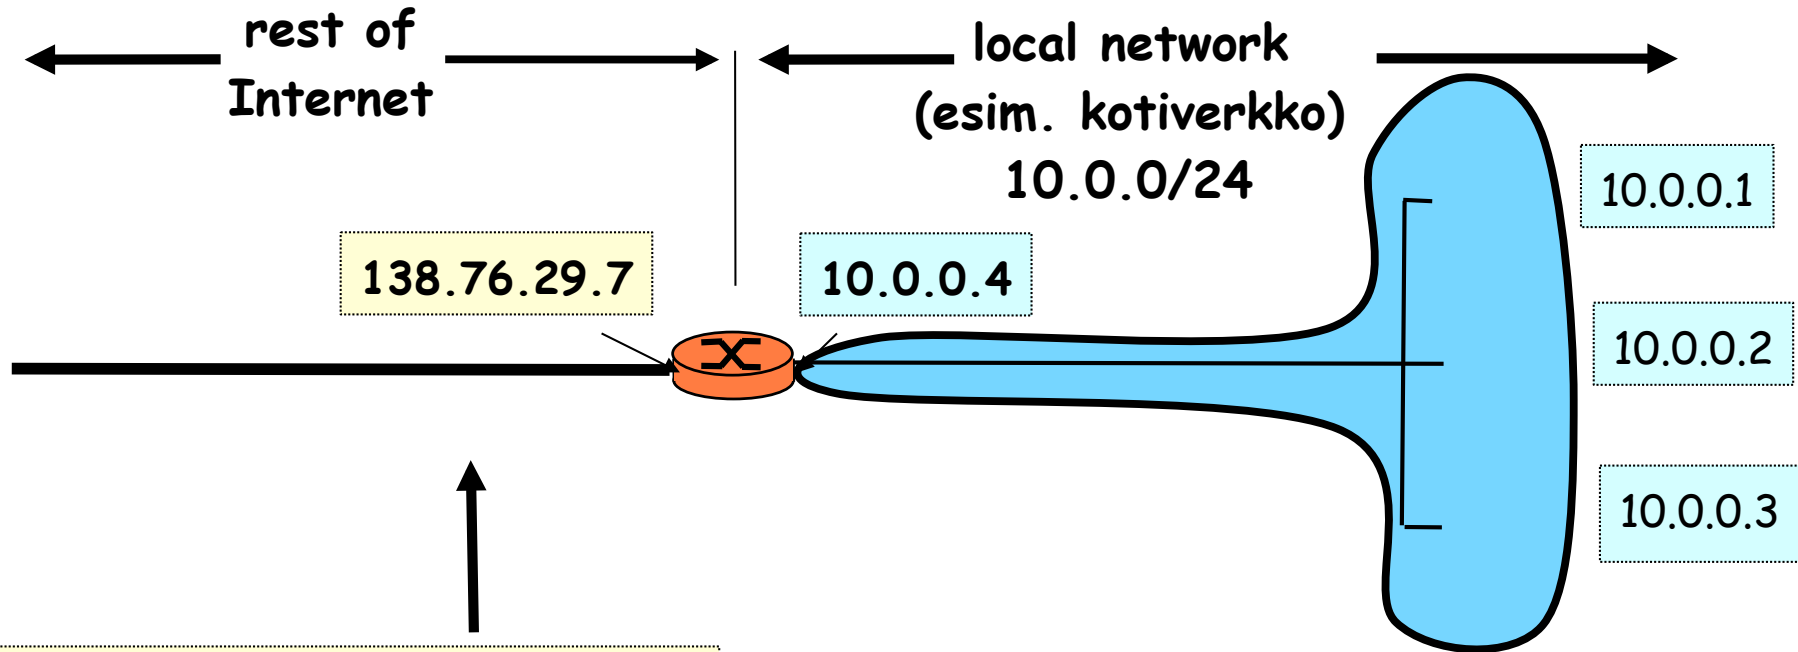 rest of
Internet
local network
(esim. kotiverkko)
10.0.0/24
138.76.29.7
10.0.0.4
10.0.0.1
10.0.0.2
10.0.0.3